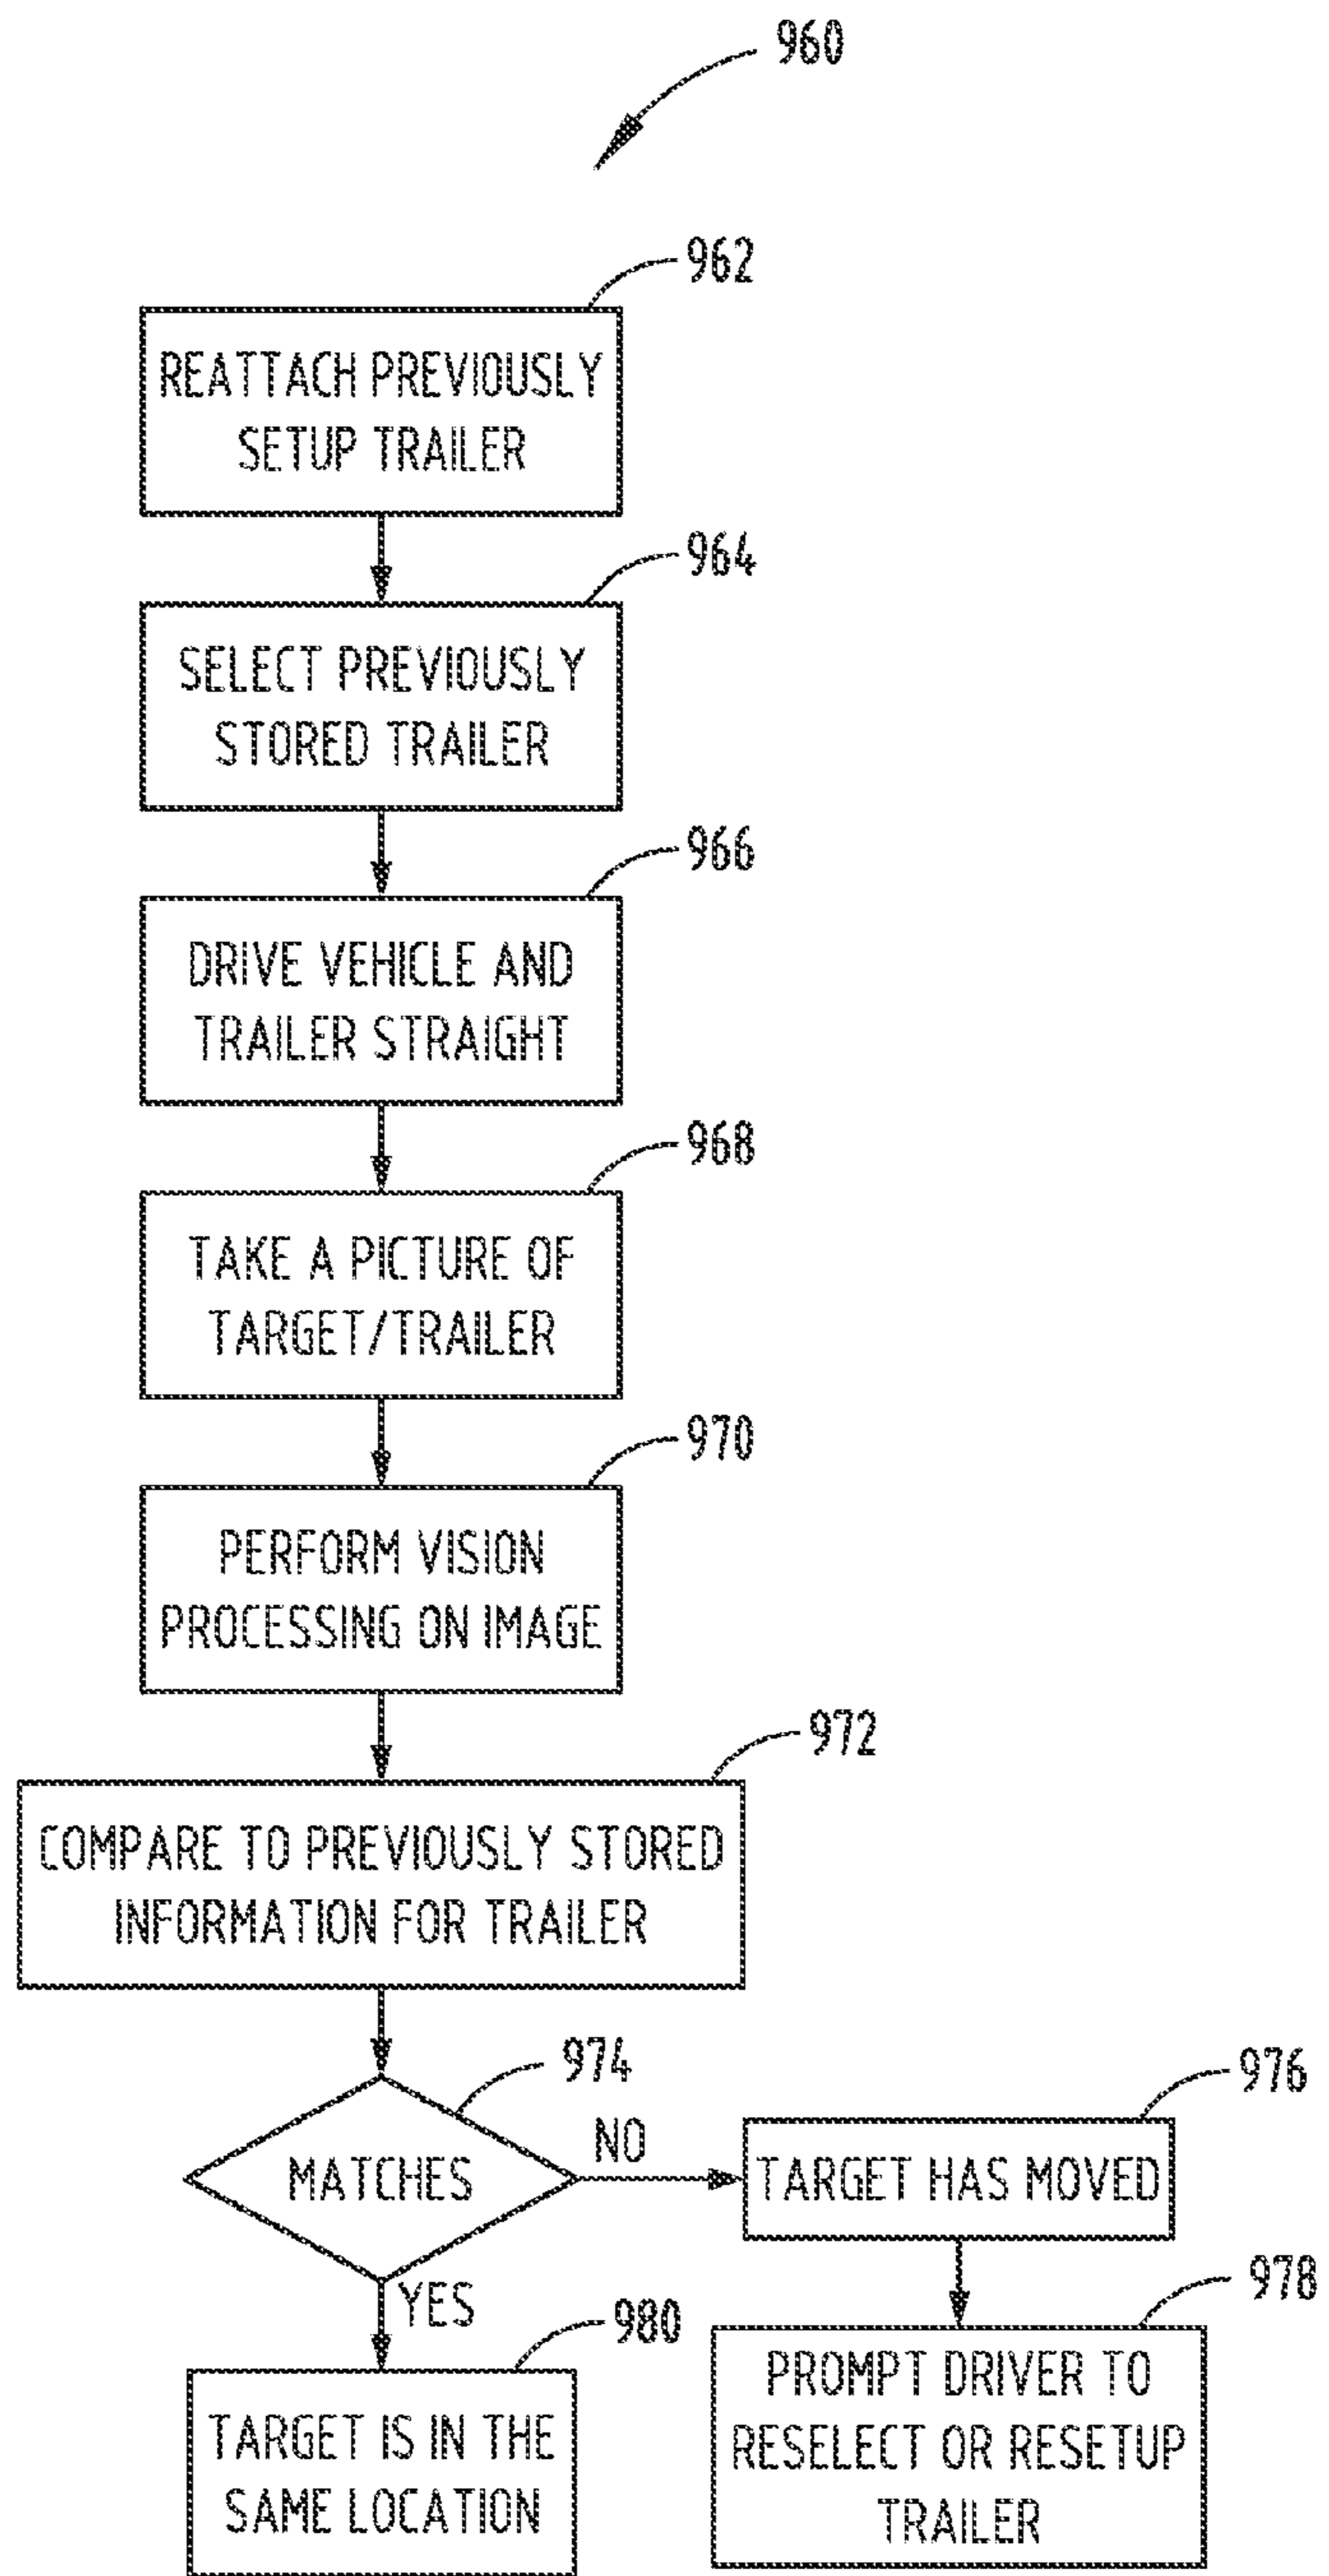 960
962
REATTACH PREVIOUSLY
SETUP TRAILER
964
SELECT PREVIOUSLY
STORED TRAILER
966
DRIVE VEHICLE AND
TRAILER STRAIGHT
968
TAKE A PICTURE OF
TARGET/TRAILER
970
PERFORM VISION
PROCESSING ON IMAGE
972
COMPARE TO PREVIOUSLY STORED
INFORMATION FOR TRAILER
974
MATCHES
NO
976
TARGET HAS MOVED
978
PROMPT DRIVER TO
RESELECT OR RESETUP
TRAILER
YES
980
TARGET IS IN THE
SAME LOCATION